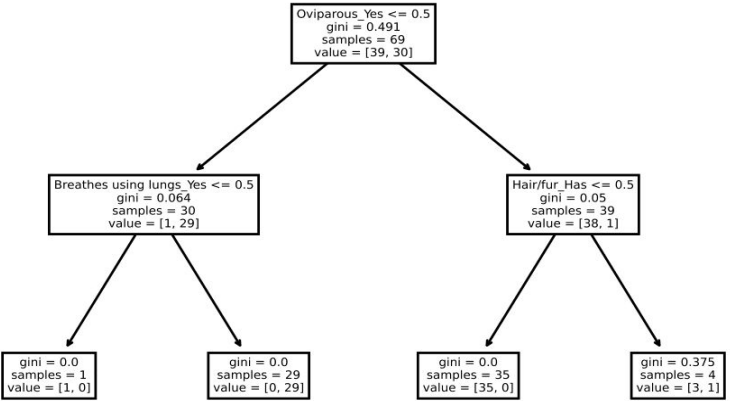 Oviparous_Yes <= 0.5
gini = 0.491
samples = 69
value = [39, 30]
Breathes using lungs_Yes <= 0.5
gini = 0.064
samples = 30
value = [1, 29]
Hair/fur_Has <= 0.5
gini = 0.05
samples = 39
value = [38, 1]
gini = 0.0
samples = 1
value = [1, 0]
gini = 0.0
samples = 29
value = [0, 29]
gini = 0.0
samples = 35
value = [35, 0]
gini = 0.375
samples = 4
value = [3, 1]